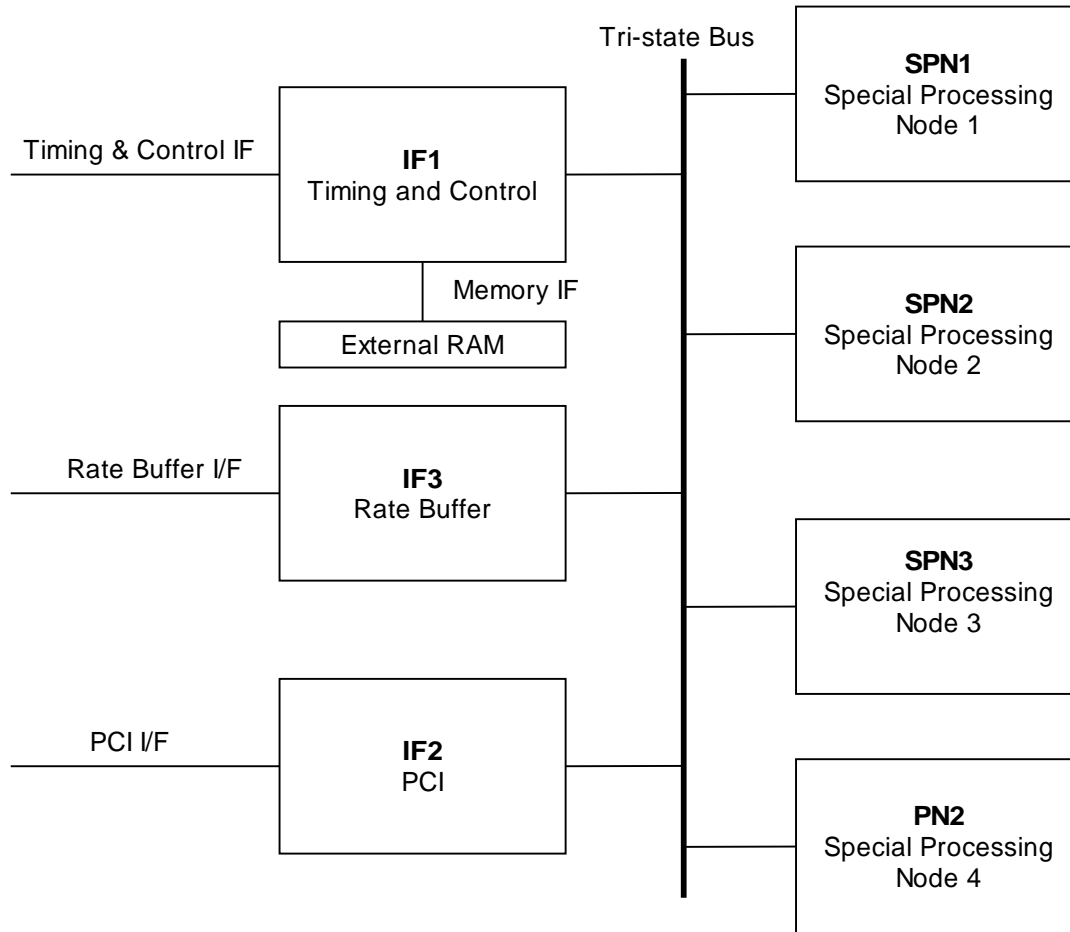 Tri-state Bus
Timing & Control IF
IF1
Timing and Control
Memory IF
External RAM
Rate Buffer I/F
IF3
Rate Buffer
PCI I/F
IF2
PCI
SPN1
Special Processing
Node 1
SPN2
Special Processing
Node 2
SPN3
Special Processing
Node 3
PN2
Special Processing
Node 4